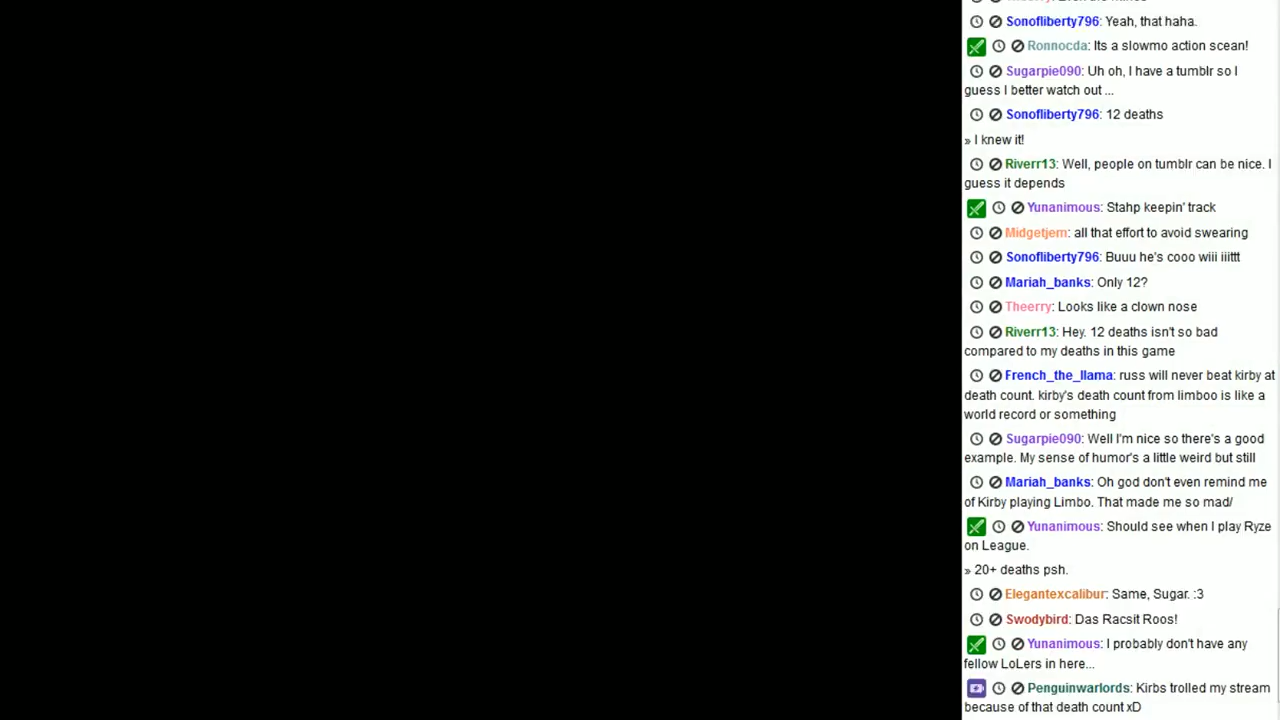 Sonofliberty796: Yeah, that haha.
Ronnocda: Its a slowmo action scean!
Sugarpie090: Uh oh, I have a tumblr so I
guess I better watch out ...
Sonofliberty796: 12 deaths
» I knew it!
Riverr13: Well, people on tumblr can be nice. I
guess it depends
Yunanimous: Stahp keepin' track
Midgetjem: all that effort to avoid swearing
Sonofliberty796: Buuu he's cooo wiii iiittt
Mariah_banks: Only 12?
Theerry: Looks like a clown nose
Riverr13: Hey. 12 deaths isn't so bad
compared to my deaths in this game
French_the_llama: russ will never beat kirby at
death count. kirby's death count from limboo is like a
world record or something
Sugarpie090: Well I'm nice so there's a good
example. My sense of humor's a little weird but still
Mariah_banks: Oh god don't even remind me
of Kirby playing Limbo. That made me so mad/
Yunanimous: Should see when I play Ryze
on League.
» 20+ deaths psh.
Elegantexcalibur: Same, Sugar. :3
Swodybird: Das Racsit Roos!
Yunanimous: I probably don't have any
fellow LoLers in here...
Penguinwarlords: Kirbs trolled my stream
because of that death count xD